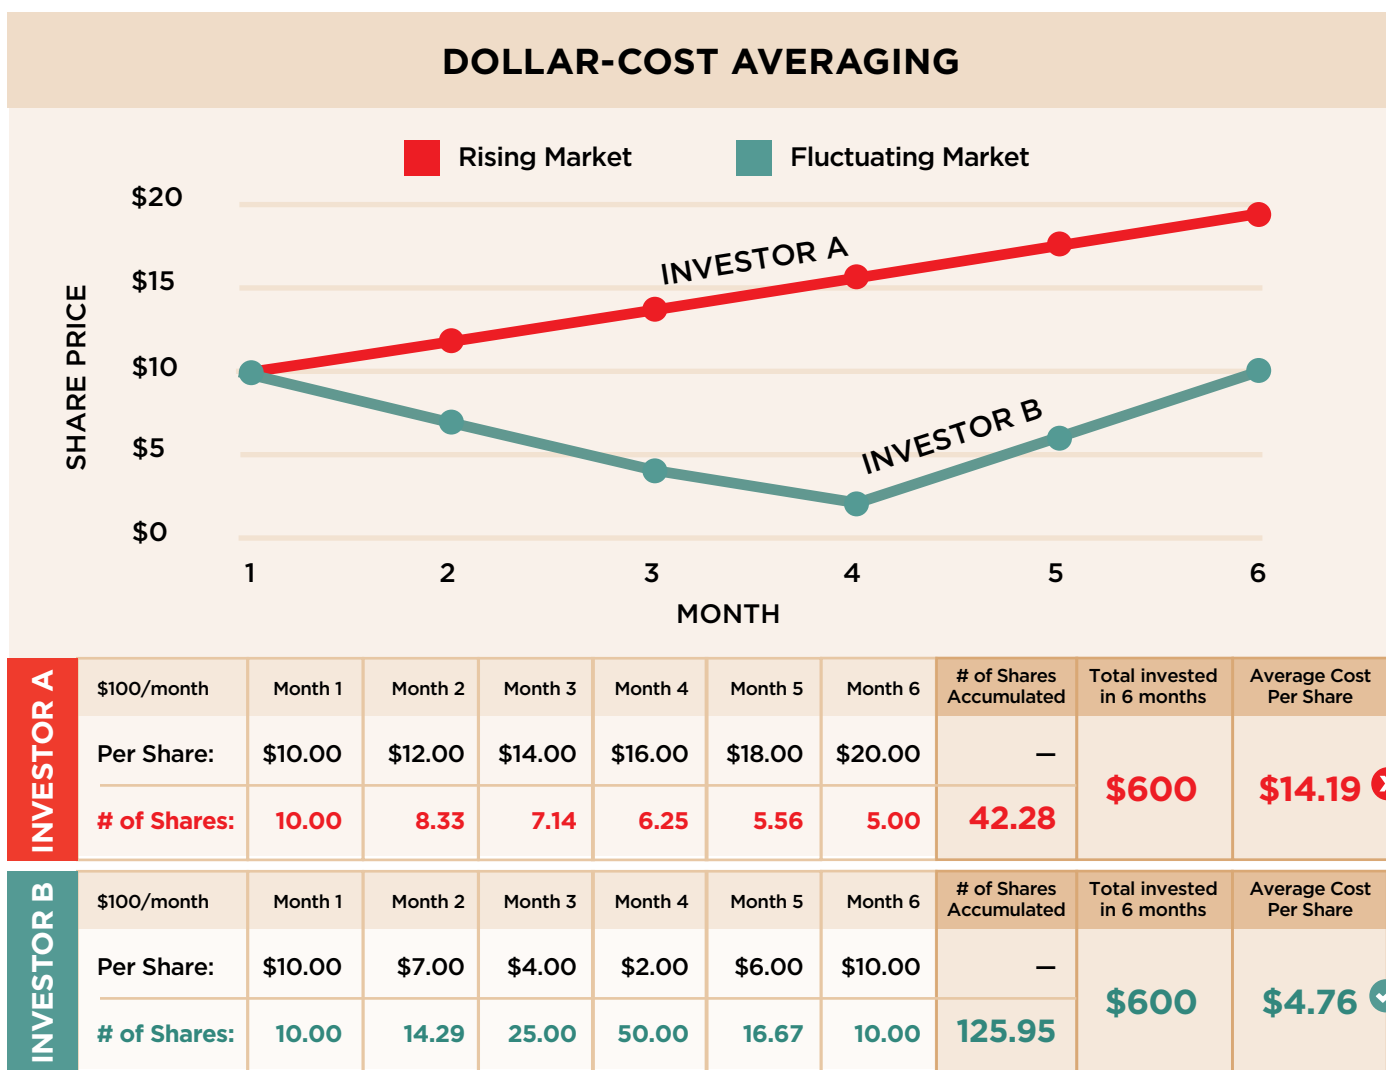 DOLLAR-COST AVERAGING
Rising Market Fluctuating Market
$20
$15
$10
$5
$0
SHARE PRICE
INVESTOR A
INVESTOR B
1 2 3 4 5 6
MONTH
INVESTOR A
$100/month Month 1 Month 2 Month 3 Month 4 Month 5 Month 6 # of Shares Accumulated Total invested in 6 months Average Cost Per Share
Per Share: $10.00 $12.00 $14.00 $16.00 $18.00 $20.00 – $600 $14.19
# of Shares: 10.00 8.33 7.14 6.25 5.56 5.00 42.28
INVESTOR B
$100/month Month 1 Month 2 Month 3 Month 4 Month 5 Month 6 # of Shares Accumulated Total invested in 6 months Average Cost Per Share
Per Share: $10.00 $7.00 $4.00 $2.00 $6.00 $10.00 – $600 $4.76
# of Shares: 10.00 14.29 25.00 50.00 16.67 10.00 125.95